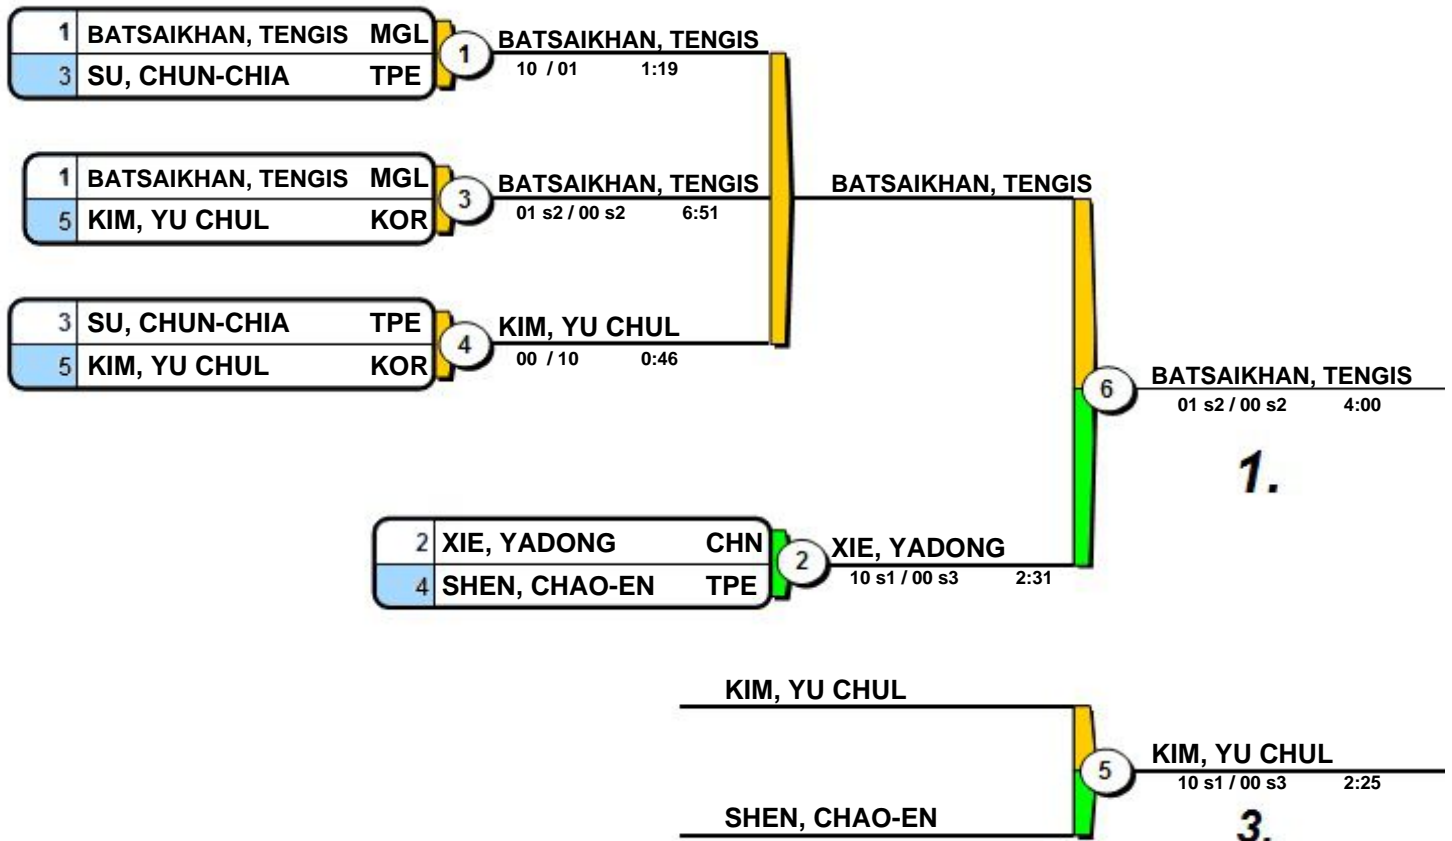 1 BATSAIKHAN, TENGIS MGL
3 SU, CHUN-CHIA TPE
1
BATSAIKHAN, TENGIS
10 / 01 1:19
1 BATSAIKHAN, TENGIS MGL
5 KIM, YU CHUL KOR
3
BATSAIKHAN, TENGIS
01 s2 / 00 s2 6:51
BATSAIKHAN, TENGIS
3 SU, CHUN-CHIA TPE
5 KIM, YU CHUL KOR
4
KIM, YU CHUL
00 / 10 0:46
6
BATSAIKHAN, TENGIS
01 s2 / 00 s2 4:00
1.
2 XIE, YADONG CHN
4 SHEN, CHAO-EN TPE
2
XIE, YADONG
10 s1 / 00 s3 2:31
KIM, YU CHUL
5
KIM, YU CHUL
10 s1 / 00 s3 2:25
SHEN, CHAO-EN
3.